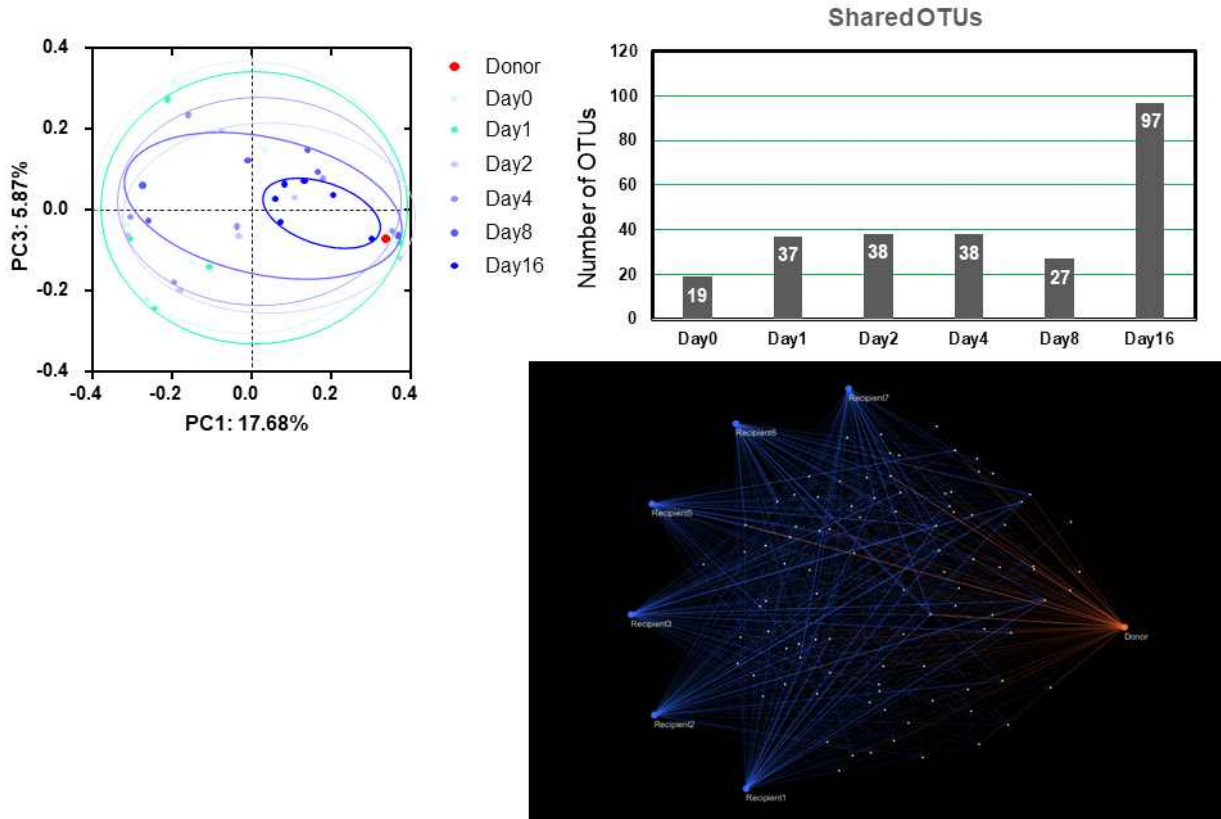 0.4
0.2
0.0
-0.2
-0.4
PC3: 5.87%
-0.4
-0.2
0.0
0.2
0.4
PC1: 17.68%
Donor
Day0
Day1
Day2
Day4
Day8
Day16
Shared OTUs
Number of OTUs
120
100
80
60
40
20
0
19
37
38
38
27
97
Day0
Day1
Day2
Day4
Day8
Day16
Recipient7
Recipient6
Recipient5
Recipient3
Donor
Recipient2
Recipient1